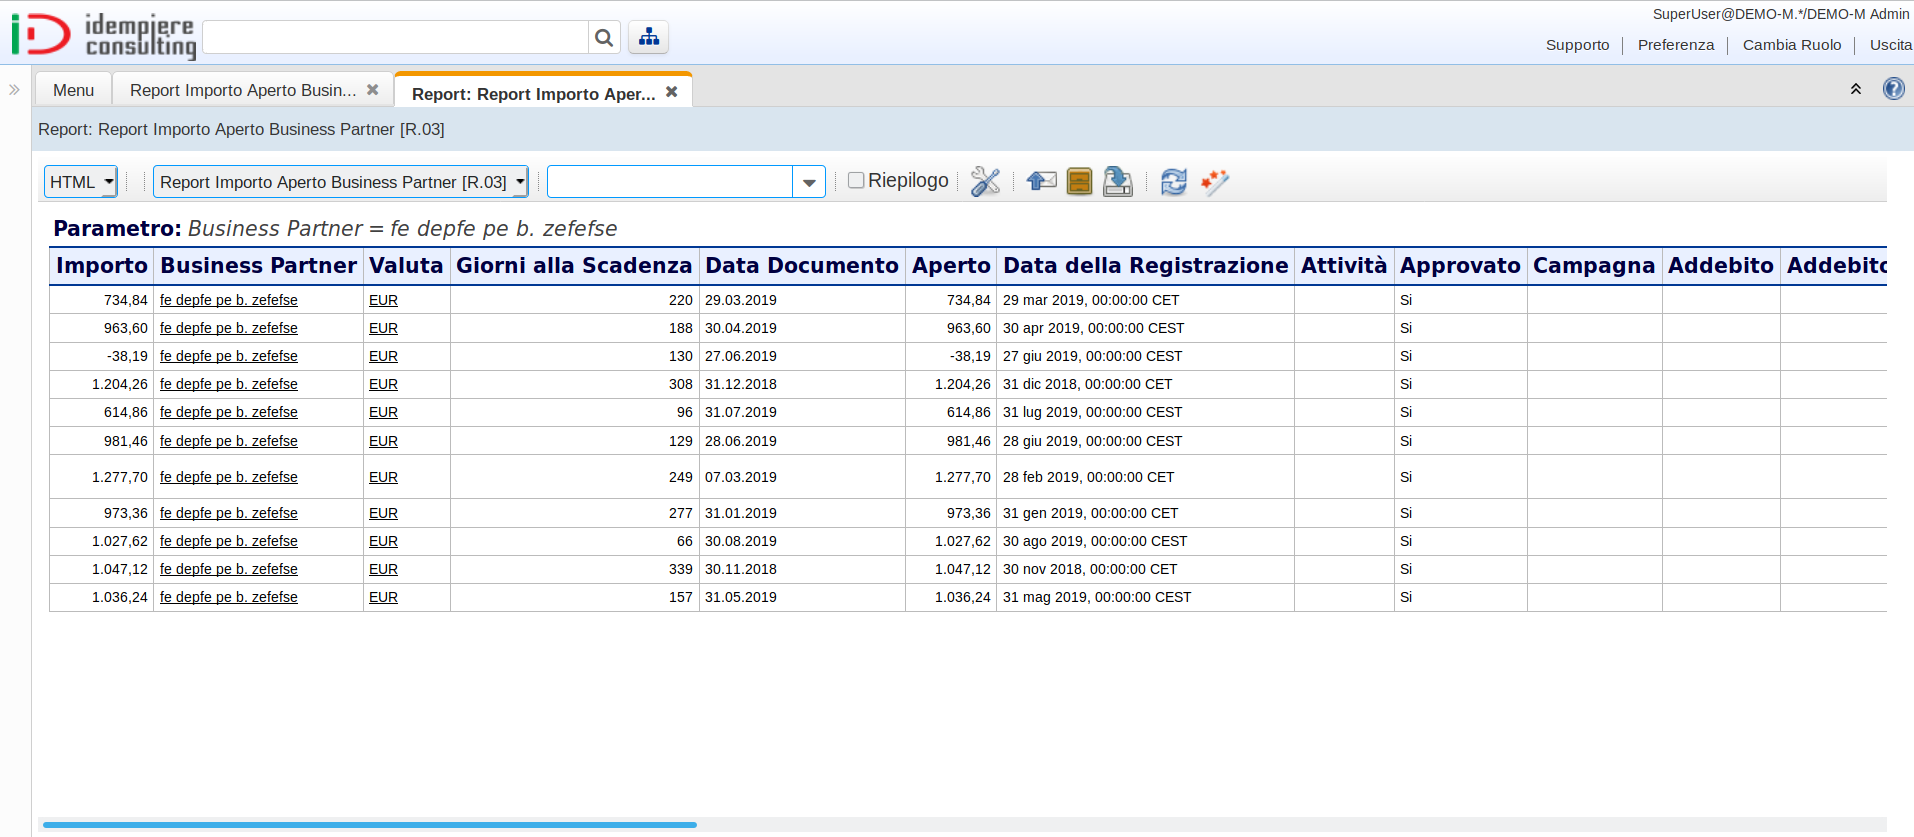 SuperUser@DEMO-M.*/DEMO-M Admin
iD idempiere consulting
Supporto Preferenza Cambia Ruolo Uscita
» Menu Report Importo Aperto Busin... Report: Report Importo Aper... ?
Report: Report Importo Aperto Business Partner [R.03]
HTML Report Importo Aperto Business Partner [R.03] Riepilogo
Parametro: Business Partner = fe depfe pe b. zefefse
Importo Business Partner Valuta Giorni alla Scadenza Data Documento Aperto Data della Registrazione Attività Approvato Campagna Addebito Addebito
734,84 fe depfe pe b. zefefse EUR 220 29.03.2019 734,84 29 mar 2019, 00:00:00 CET Si
963,60 fe depfe pe b. zefefse EUR 188 30.04.2019 963,60 30 apr 2019, 00:00:00 CEST Si
-38,19 fe depfe pe b. zefefse EUR 130 27.06.2019 -38,19 27 giu 2019, 00:00:00 CEST Si
1.204,26 fe depfe pe b. zefefse EUR 308 31.12.2018 1.204,26 31 dic 2018, 00:00:00 CET Si
614,86 fe depfe pe b. zefefse EUR 96 31.07.2019 614,86 31 lug 2019, 00:00:00 CEST Si
981,46 fe depfe pe b. zefefse EUR 129 28.06.2019 981,46 28 giu 2019, 00:00:00 CEST Si
1.277,70 fe depfe pe b. zefefse EUR 249 07.03.2019 1.277,70 28 feb 2019, 00:00:00 CET Si
973,36 fe depfe pe b. zefefse EUR 277 31.01.2019 973,36 31 gen 2019, 00:00:00 CET Si
1.027,62 fe depfe pe b. zefefse EUR 66 30.08.2019 1.027,62 30 ago 2019, 00:00:00 CEST Si
1.047,12 fe depfe pe b. zefefse EUR 339 30.11.2018 1.047,12 30 nov 2018, 00:00:00 CET Si
1.036,24 fe depfe pe b. zefefse EUR 157 31.05.2019 1.036,24 31 mag 2019, 00:00:00 CEST Si